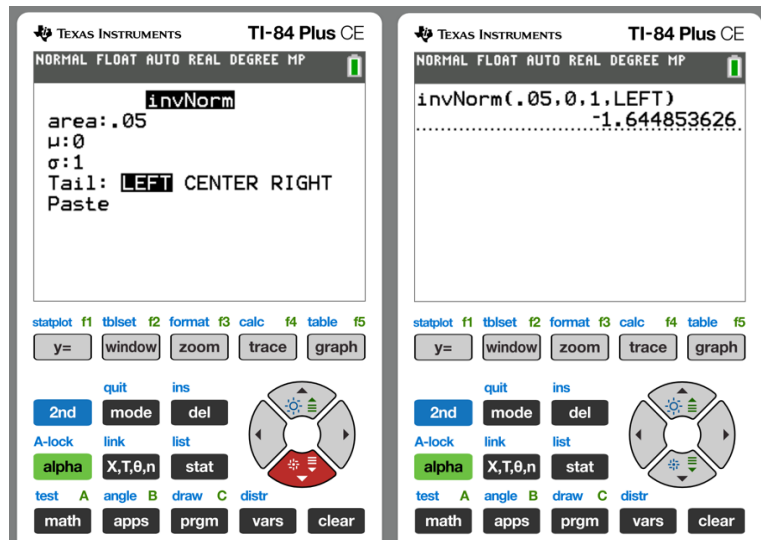 TEXAS INSTRUMENTS TI-84 Plus CE
NORMAL FLOAT AUTO REAL DEGREE MP
invNorm
area:.05
μ:0
σ:1
Tail: LEFT CENTER RIGHT
Paste
statplot f1 tblset f2 format f3 calc f4 table f5
y= window zoom trace graph
quit ins
2nd mode del
A-lock link list
alpha X,T,θ,n stat
test A angle B draw C distr
math apps prgm vars clear
TEXAS INSTRUMENTS TI-84 Plus CE
NORMAL FLOAT AUTO REAL DEGREE MP
invNorm(.05,0,1,LEFT)
-1.644853626
statplot f1 tblset f2 format f3 calc f4 table f5
y= window zoom trace graph
quit ins
2nd mode del
A-lock link list
alpha X,T,θ,n stat
test A angle B draw C distr
math apps prgm vars clear